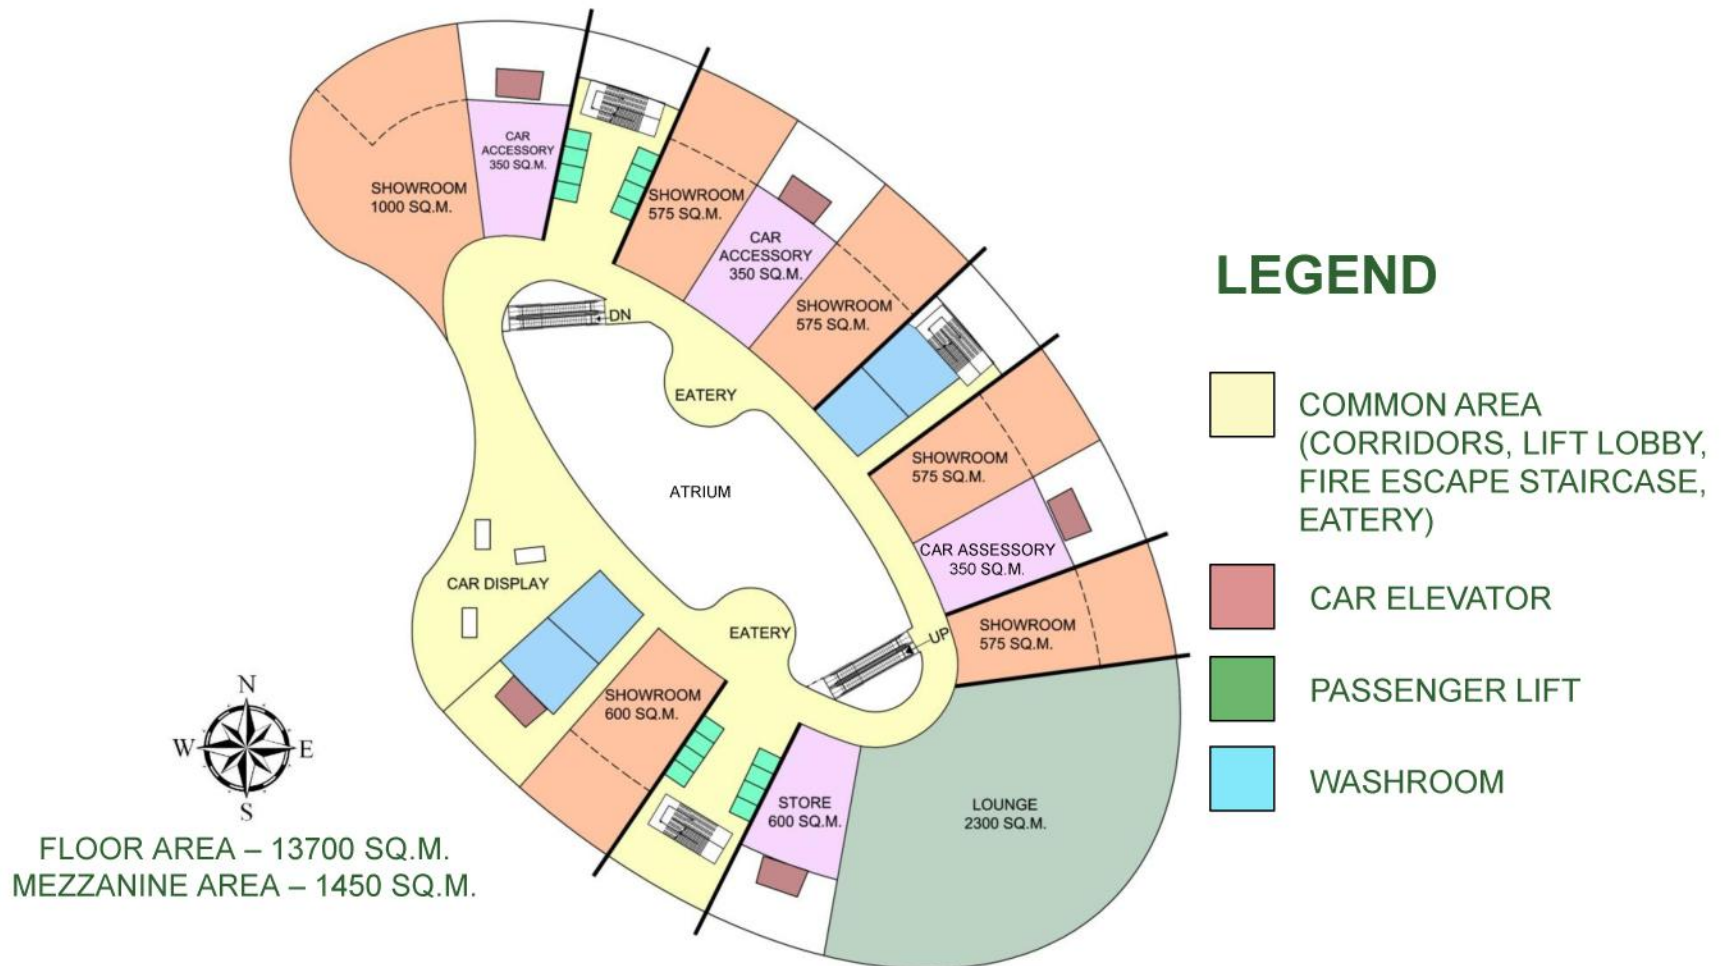 CAR
ACCESSORY
350 SQ.M.
SHOWROOM
1000 SQ.M.
SHOWROOM
575 SQ.M.
CAR
ACCESSORY
350 SQ.M.
SHOWROOM
575 SQ.M.
DN
EATERY
ATRIUM
SHOWROOM
575 SQ.M.
CAR ASSESSORY
350 SQ.M.
CAR DISPLAY
EATERY
UP
SHOWROOM
575 SQ.M.
SHOWROOM
600 SQ.M.
STORE
600 SQ.M.
LOUNGE
2300 SQ.M.
N
W E
S
FLOOR AREA – 13700 SQ.M.
MEZZANINE AREA – 1450 SQ.M.
LEGEND
COMMON AREA
(CORRIDORS, LIFT LOBBY,
FIRE ESCAPE STAIRCASE,
EATERY)
CAR ELEVATOR
PASSENGER LIFT
WASHROOM